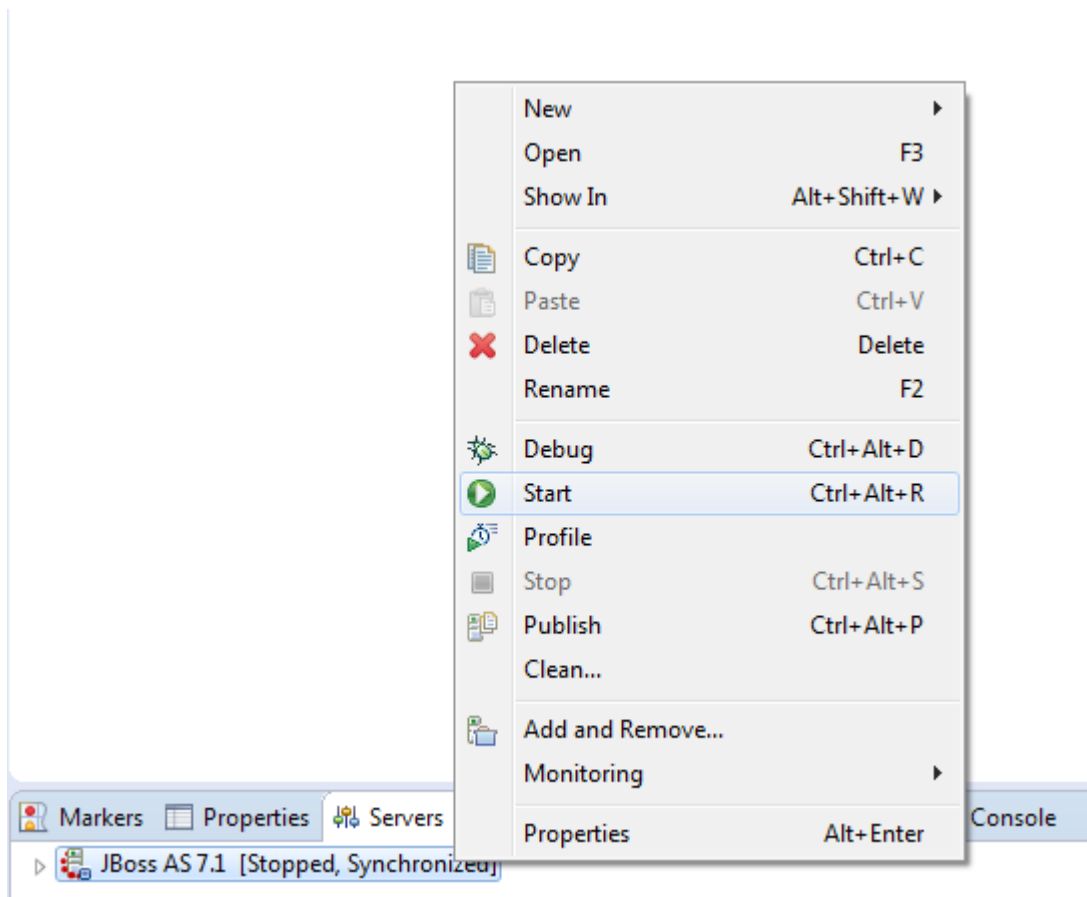 New
Open F3
Show In Alt+Shift+W
Copy Ctrl+C
Paste Ctrl+V
Delete Delete
Rename F2
Debug Ctrl+Alt+D
Start Ctrl+Alt+R
Profile
Stop Ctrl+Alt+S
Publish Ctrl+Alt+P
Clean...
Add and Remove...
Monitoring
Properties Alt+Enter
Markers Properties Servers Console
JBoss AS 7.1 [Stopped, Synchronized]